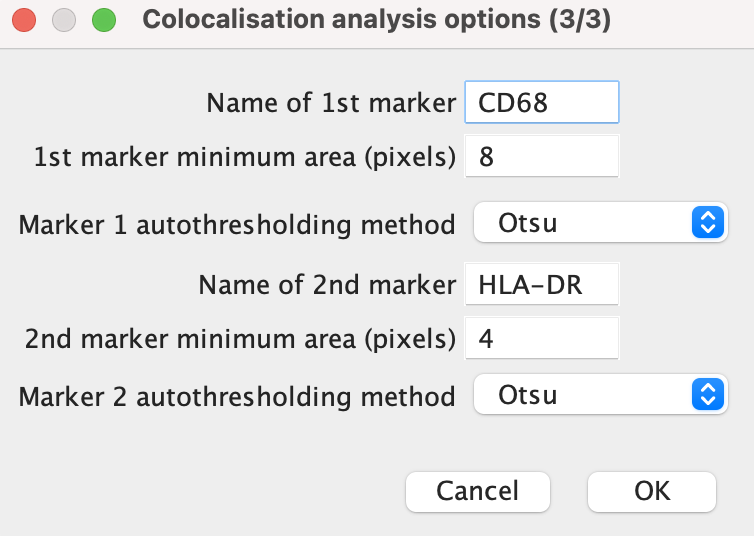 Colocalisation analysis options (3/3)
Name of 1st marker CD68
1st marker minimum area (pixels) 8
Marker 1 autothresholding method Otsu
Name of 2nd marker HLA-DR
2nd marker minimum area (pixels) 4
Marker 2 autothresholding method Otsu
Cancel OK